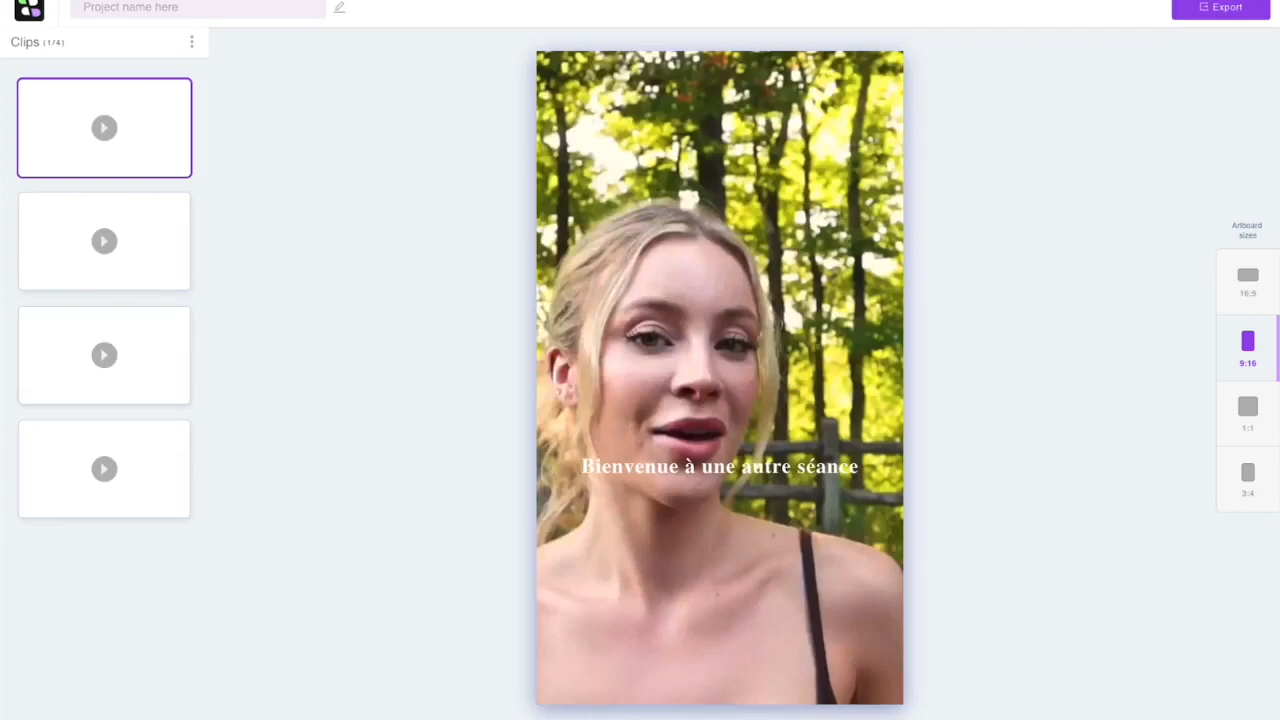 Project name here
Export
Clips (1/4)
Bienvenue à une autre séance
Artboard
sizes
16:9
9:16
1:1
3:4